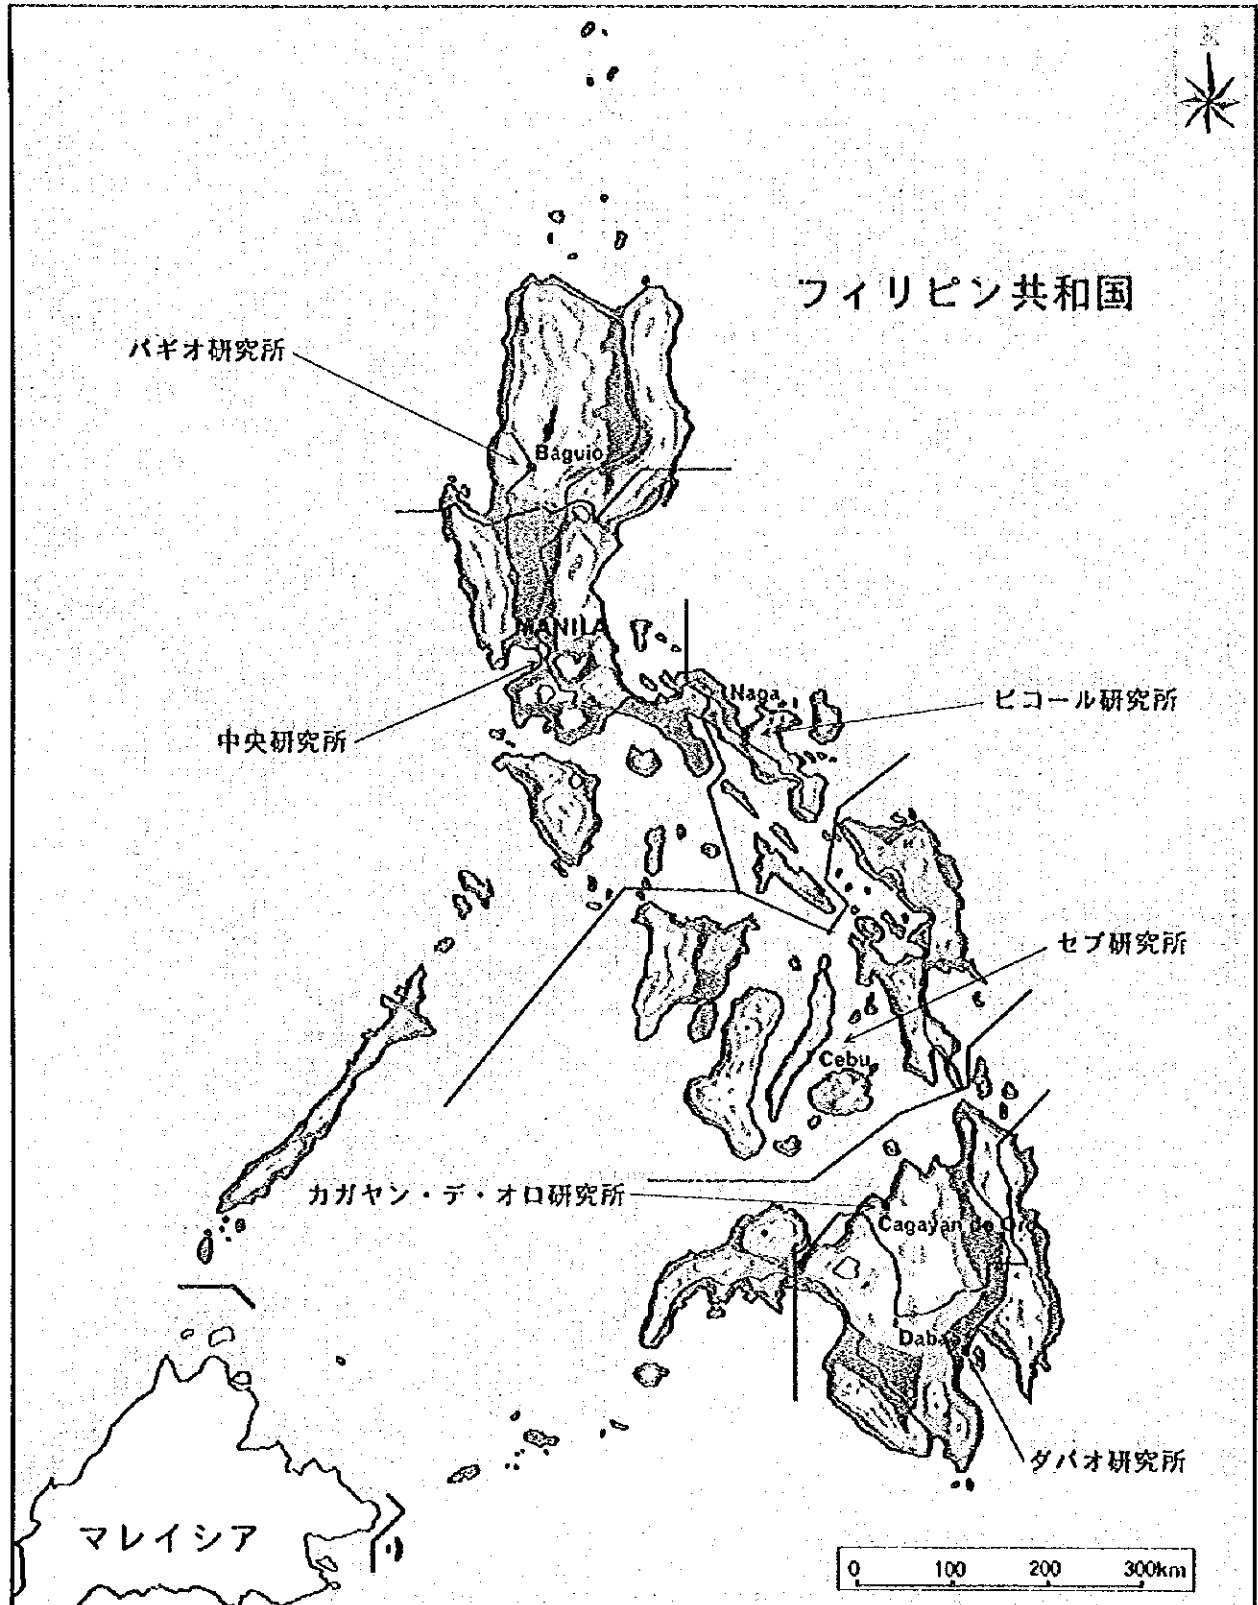 フィリピン共和国
バギオ研究所
Baguio
MANILA
Naga
ビコール研究所
中央研究所
セブ研究所
Cebu
カガヤン・デ・オロ研究所
Cagayan de Oro
Dabao
ダバオ研究所
マレイシア
0 100 200 300km